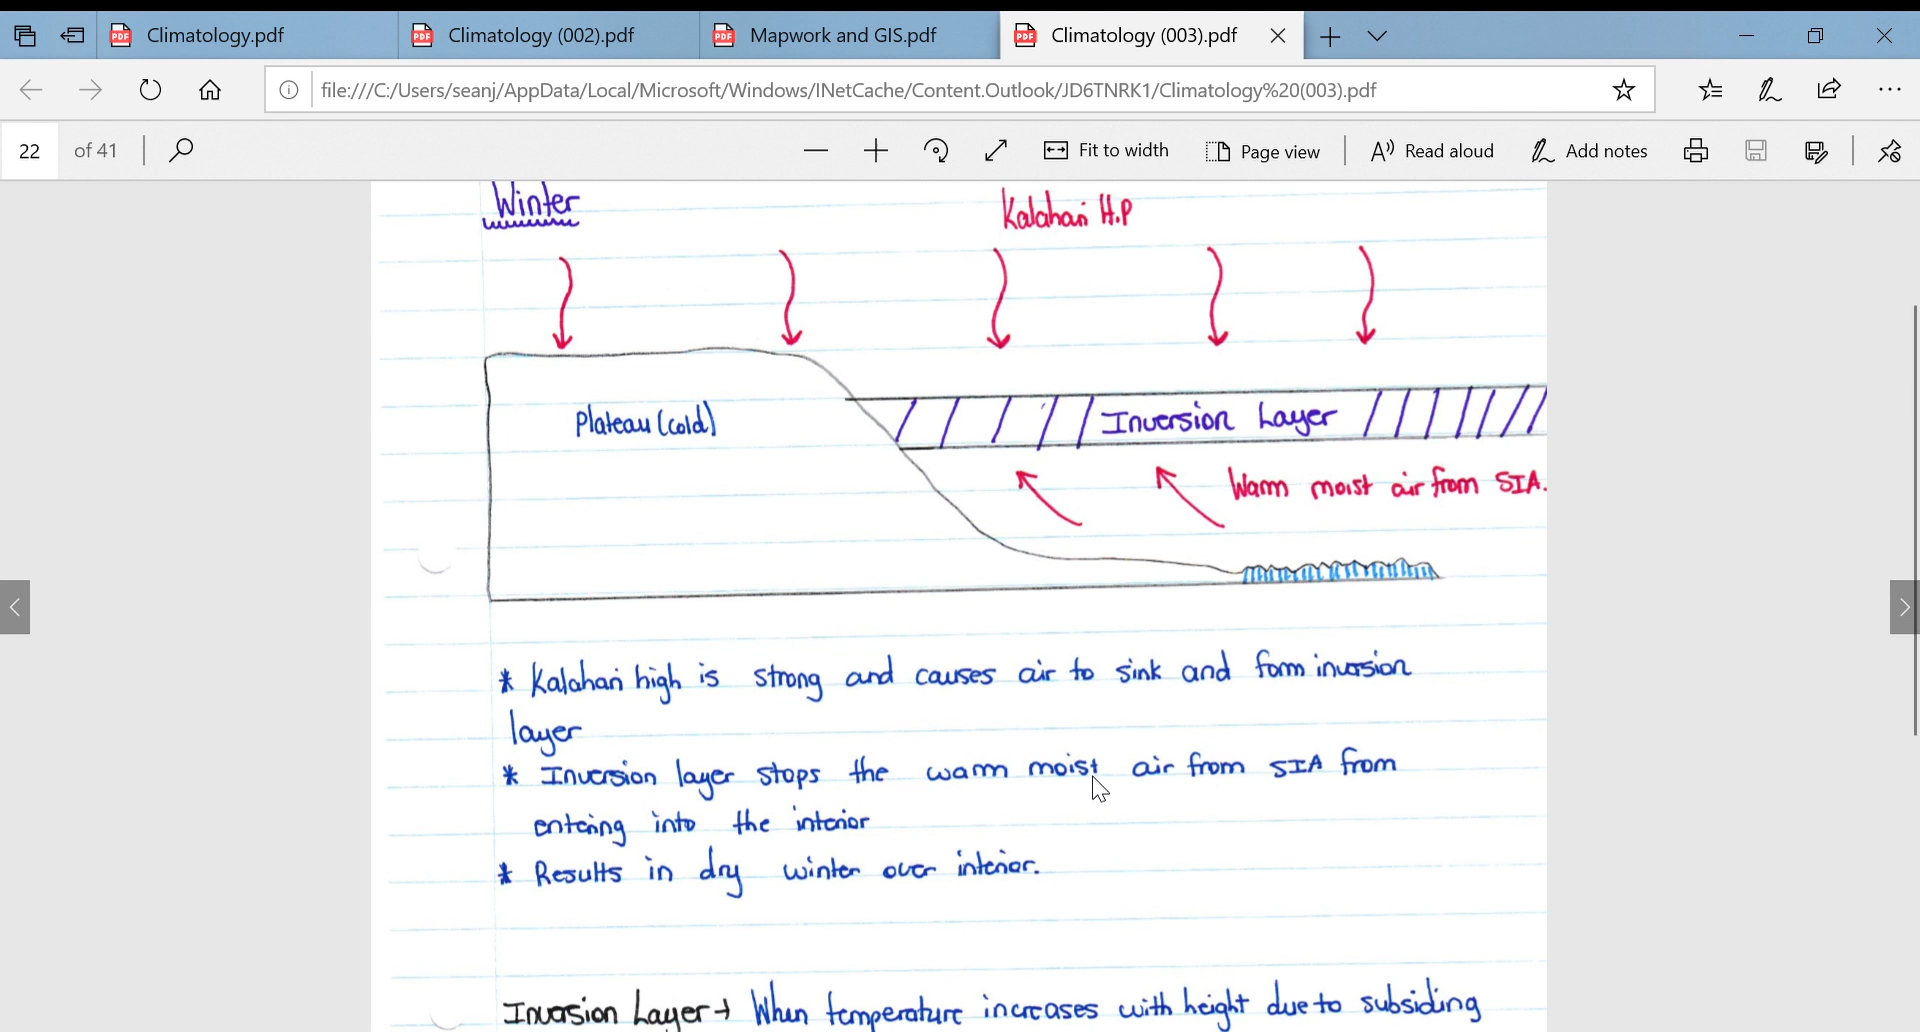 Climatology.pdf
Climatology (002).pdf
Mapwork and GIS.pdf
Climatology (003).pdf
file:///C:/Users/seanj/AppData/Local/Microsoft/Windows/INetCache/Content.Outlook/JD6TNRK1/Climatology%20(003).pdf
22 of 41
Fit to width
Page view
Read aloud
Add notes
Winter
Kalahari H.P
Plateau (cold)
Inversion Layer
Warm moist air from SIA.
* Kalahari high is strong and causes air to sink and form inversion
layer
* Inversion layer stops the warm moist air from SIA from
entering into the interior
* Results in dry winter over interior.
Inversion Layer → When temperature increases with height due to subsiding